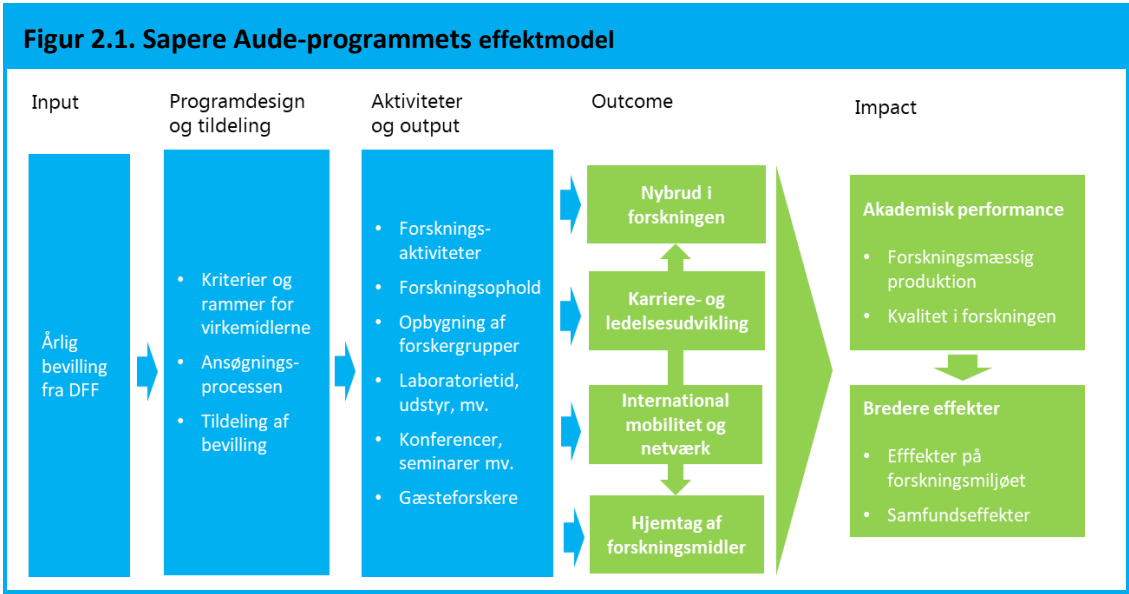 Figur 2.1. Sapere Aude-programmets effektmodel
Input
Programdesign
og tildeling
Aktiviteter
og output
Outcome
Impact
Årlig
bevilling
fra DFF
• Kriterier og
rammer for
virkemidlerne
• Ansøgnings-
processen
• Tildeling af
bevilling
• Forsknings-
aktiviteter
• Forskningsophold
• Opbygning af
forskergrupper
• Laboratorietid,
udstyr, mv.
• Konferencer,
seminarer mv.
• Gæsteforskere
Nybrud i
forskningen
Karriere- og
ledelsesudvikling
International
mobilitet og
netværk
Hjemtag af
forskningsmidler
Akademisk performance
• Forskningsmæssig
produktion
• Kvalitet i forskningen
Bredere effekter
• Efffekter på
forskningsmiljøet
• Samfundseffekter